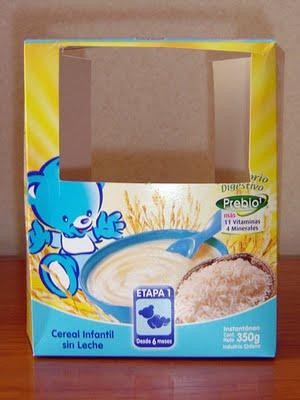 Digestivo
Prebio¹
más
11 Vitaminas
4 Minerales
ETAPA 1
Desde 6 meses
Cereal Infantil
sin Leche
Instantáneo
Cont.
Neto 350g
Industria Chilena